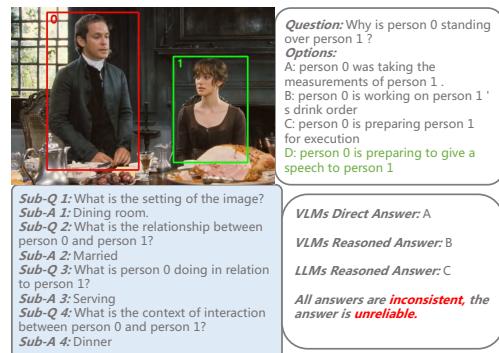 0
1
Question: Why is person 0 standing
over person 1 ?
Options:
A: person 0 was taking the
measurements of person 1 .
B: person 0 is working on person 1 '
s drink order
C: person 0 is preparing person 1
for execution
D: person 0 is preparing to give a
speech to person 1
Sub-Q 1: What is the setting of the image?
Sub-A 1: Dining room.
Sub-Q 2: What is the relationship between
person 0 and person 1?
Sub-A 2: Married
Sub-Q 3: What is person 0 doing in relation
to person 1?
Sub-A 3: Serving
Sub-Q 4: What is the context of interaction
between person 0 and person 1?
Sub-A 4: Dinner
VLMs Direct Answer: A
VLMs Reasoned Answer: B
LLMs Reasoned Answer: C
All answers are inconsistent, the
answer is unreliable.